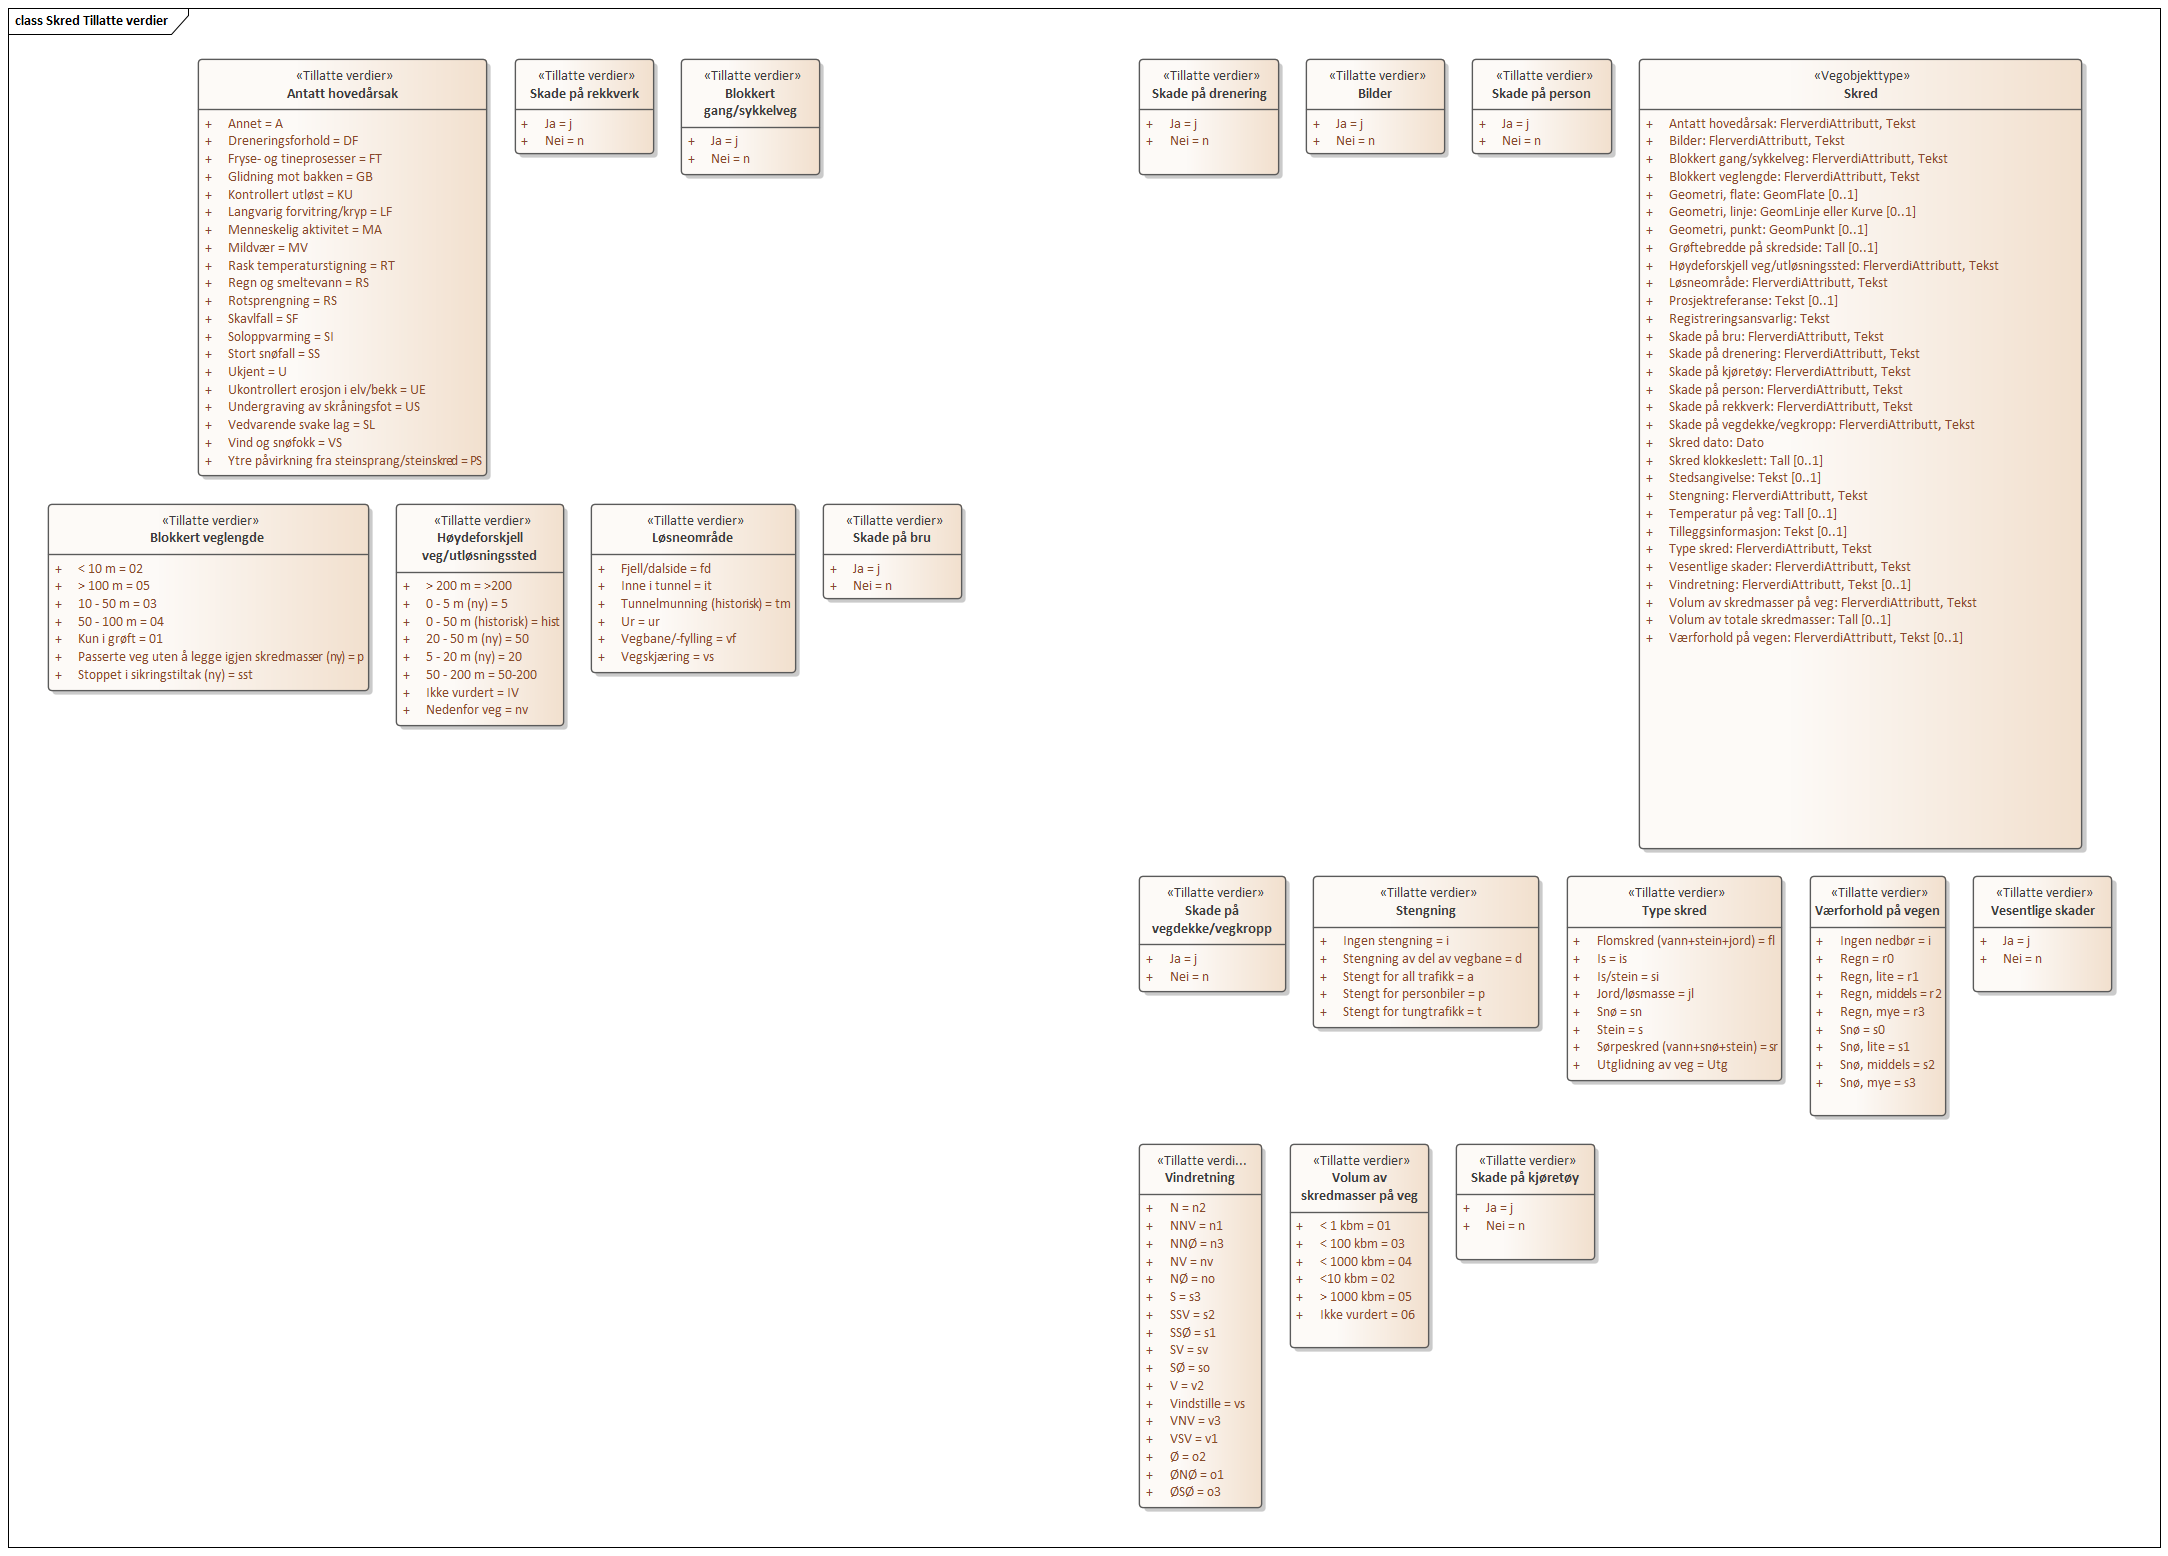 class Skred Tillatte verdier
«Tillatte verdier»
Antatt hovedårsak
+ Annet = A
+ Dreneringsforhold = DF
+ Fryse- og tineprosesser = FT
+ Glidning mot bakken = GB
+ Kontrollert utløst = KU
+ Langvarig forvitring/kryp = LF
+ Menneskelig aktivitet = MA
+ Mildvær = MV
+ Rask temperaturstigning = RT
+ Regn og smeltevann = RS
+ Rotsprengning = RS
+ Skavlfall = SF
+ Soloppvarming = SI
+ Stort snøfall = SS
+ Ukjent = U
+ Ukontrollert erosjon i elv/bekk = UE
+ Undergraving av skråningsfot = US
+ Vedvarende svake lag = SL
+ Vind og snøfokk = VS
+ Ytre påvirkning fra steinsprang/steinskred = PS
«Tillatte verdier»
Skade på rekkverk
+ Ja = j
+ Nei = n
«Tillatte verdier»
Blokkert
gang/sykkelveg
+ Ja = j
+ Nei = n
«Tillatte verdier»
Skade på drenering
+ Ja = j
+ Nei = n
«Tillatte verdier»
Bilder
+ Ja = j
+ Nei = n
«Tillatte verdier»
Skade på person
+ Ja = j
+ Nei = n
«Vegobjekttype»
Skred
+ Antatt hovedårsak: FlerverdiAttributt, Tekst
+ Bilder: FlerverdiAttributt, Tekst
+ Blokkert gang/sykkelveg: FlerverdiAttributt, Tekst
+ Blokkert veglengde: FlerverdiAttributt, Tekst
+ Geometri, flate: GeomFlate [0..1]
+ Geometri, linje: GeomLinje eller Kurve [0..1]
+ Geometri, punkt: GeomPunkt [0..1]
+ Grøftebredde på skredside: Tall [0..1]
+ Høydeforskjell veg/utløsningssted: FlerverdiAttributt, Tekst
+ Løsneområde: FlerverdiAttributt, Tekst
+ Prosjektreferanse: Tekst [0..1]
+ Registreringsansvarlig: Tekst
+ Skade på bru: FlerverdiAttributt, Tekst
+ Skade på drenering: FlerverdiAttributt, Tekst
+ Skade på kjøretøy: FlerverdiAttributt, Tekst
+ Skade på person: FlerverdiAttributt, Tekst
+ Skade på rekkverk: FlerverdiAttributt, Tekst
+ Skade på vegdekke/vegkropp: FlerverdiAttributt, Tekst
+ Skred dato: Dato
+ Skred klokkeslett: Tall [0..1]
+ Stedsangivelse: Tekst [0..1]
+ Stengning: FlerverdiAttributt, Tekst
+ Temperatur på veg: Tall [0..1]
+ Tilleggsinformasjon: Tekst [0..1]
+ Type skred: FlerverdiAttributt, Tekst
+ Vesentlige skader: FlerverdiAttributt, Tekst
+ Vindretning: FlerverdiAttributt, Tekst [0..1]
+ Volum av skredmasser på veg: FlerverdiAttributt, Tekst
+ Volum av totale skredmasser: Tall [0..1]
+ Værforhold på vegen: FlerverdiAttributt, Tekst [0..1]
«Tillatte verdier»
Blokkert veglengde
+ < 10 m = 02
+ > 100 m = 05
+ 10 - 50 m = 03
+ 50 - 100 m = 04
+ Kun i grøft = 01
+ Passerte veg uten å legge igjen skredmasser (ny) = p
+ Stoppet i sikringstiltak (ny) = sst
«Tillatte verdier»
Høydeforskjell
veg/utløsningssted
+ > 200 m = >200
+ 0 - 5 m (ny) = 5
+ 0 - 50 m (historisk) = hist
+ 20 - 50 m (ny) = 50
+ 5 - 20 m (ny) = 20
+ 50 - 200 m = 50-200
+ Ikke vurdert = IV
+ Nedenfor veg = nv
«Tillatte verdier»
Løsneområde
+ Fjell/dalside = fd
+ Inne i tunnel = it
+ Tunnelmunning (historisk) = tm
+ Ur = ur
+ Vegbane/-fylling = vf
+ Vegskjæring = vs
«Tillatte verdier»
Skade på bru
+ Ja = j
+ Nei = n
«Tillatte verdier»
Skade på
vegdekke/vegkropp
+ Ja = j
+ Nei = n
«Tillatte verdier»
Stengning
+ Ingen stengning = i
+ Stengning av del av vegbane = d
+ Stengt for all trafikk = a
+ Stengt for personbiler = p
+ Stengt for tungtrafikk = t
«Tillatte verdier»
Type skred
+ Flomskred (vann+stein+jord) = fl
+ Is = is
+ Is/stein = si
+ Jord/løsmasse = jl
+ Snø = sn
+ Stein = s
+ Sørpeskred (vann+snø+stein) = sr
+ Utglidning av veg = Utg
«Tillatte verdier»
Værforhold på vegen
+ Ingen nedbør = i
+ Regn = r0
+ Regn, lite = r1
+ Regn, middels = r2
+ Regn, mye = r3
+ Snø = s0
+ Snø, lite = s1
+ Snø, middels = s2
+ Snø, mye = s3
«Tillatte verdier»
Vesentlige skader
+ Ja = j
+ Nei = n
«Tillatte verdi...
Vindretning
+ N = n2
+ NNV = n1
+ NNØ = n3
+ NV = nv
+ NØ = no
+ S = s3
+ SSV = s2
+ SSØ = s1
+ SV = sv
+ SØ = so
+ V = v2
+ Vindstille = vs
+ VNV = v3
+ VSV = v1
+ Ø = o2
+ ØNØ = o1
+ ØSØ = o3
«Tillatte verdier»
Volum av
skredmasser på veg
+ < 1 kbm = 01
+ < 100 kbm = 03
+ < 1000 kbm = 04
+ <10 kbm = 02
+ > 1000 kbm = 05
+ Ikke vurdert = 06
«Tillatte verdier»
Skade på kjøretøy
+ Ja = j
+ Nei = n